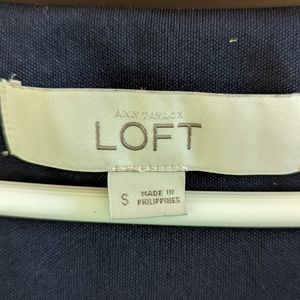 ANN TAYLOR
LOFT
S
MADE IN
PHILIPPINES